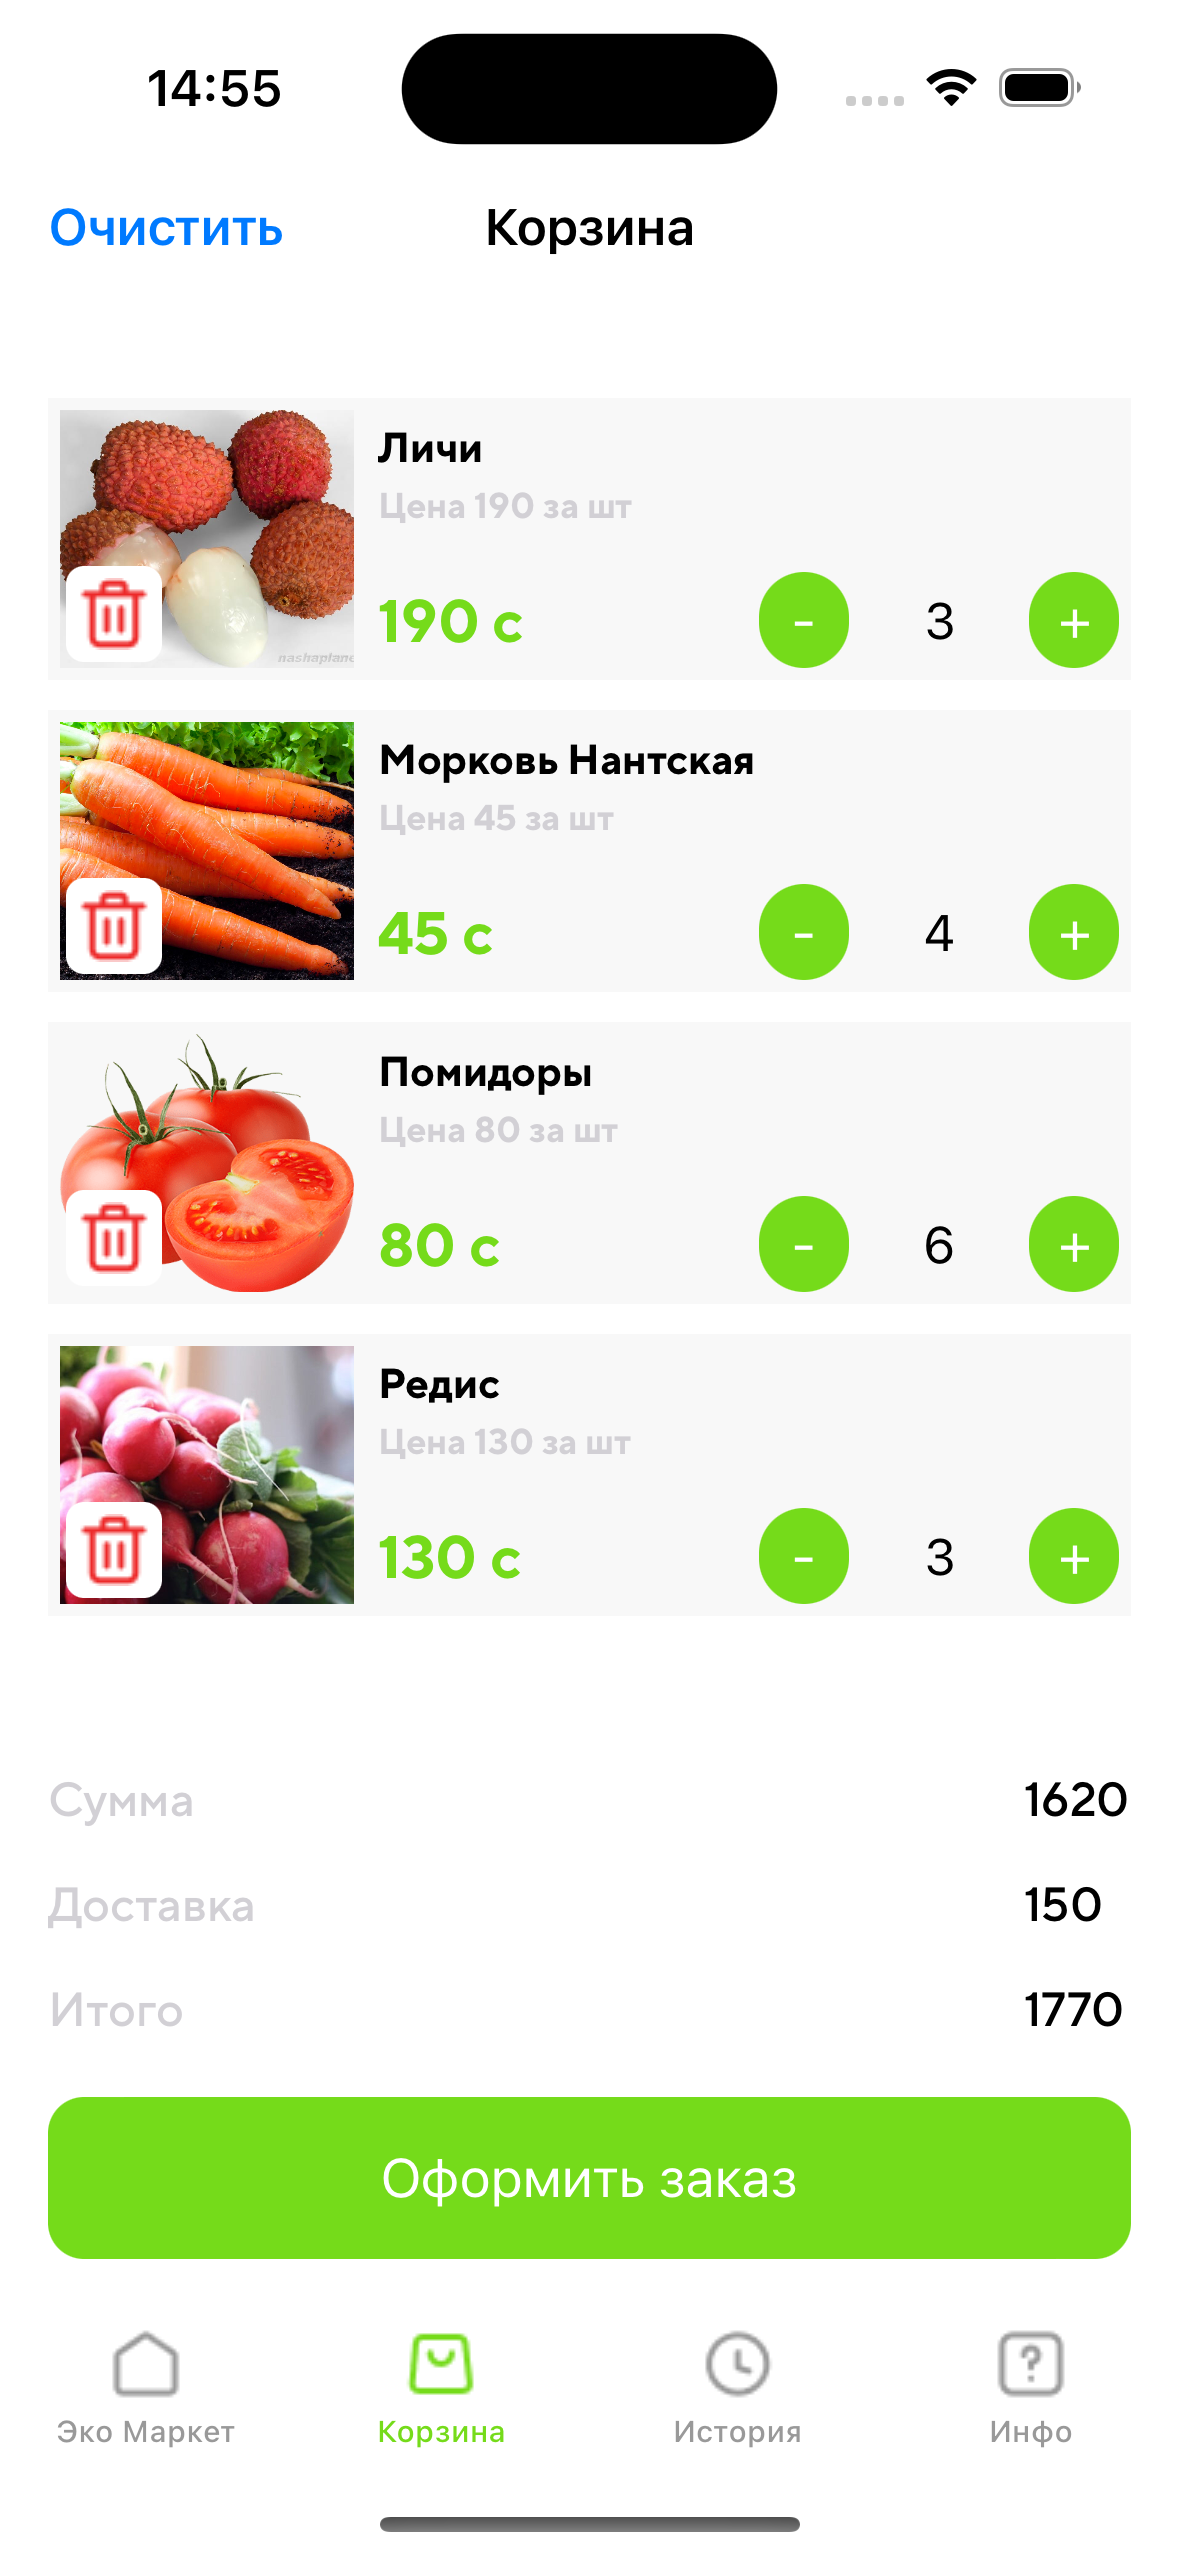 14:55
Очистить
Корзина
Личи
Цена 190 за шт
190 с
- 3 +
nashaplane
Морковь Нантская
Цена 45 за шт
45 с
- 4 +
Помидоры
Цена 80 за шт
80 с
- 6 +
Редис
Цена 130 за шт
130 с
- 3 +
Сумма 1620
Доставка 150
Итого 1770
Оформить заказ
Эко Маркет
Корзина
История
Инфо